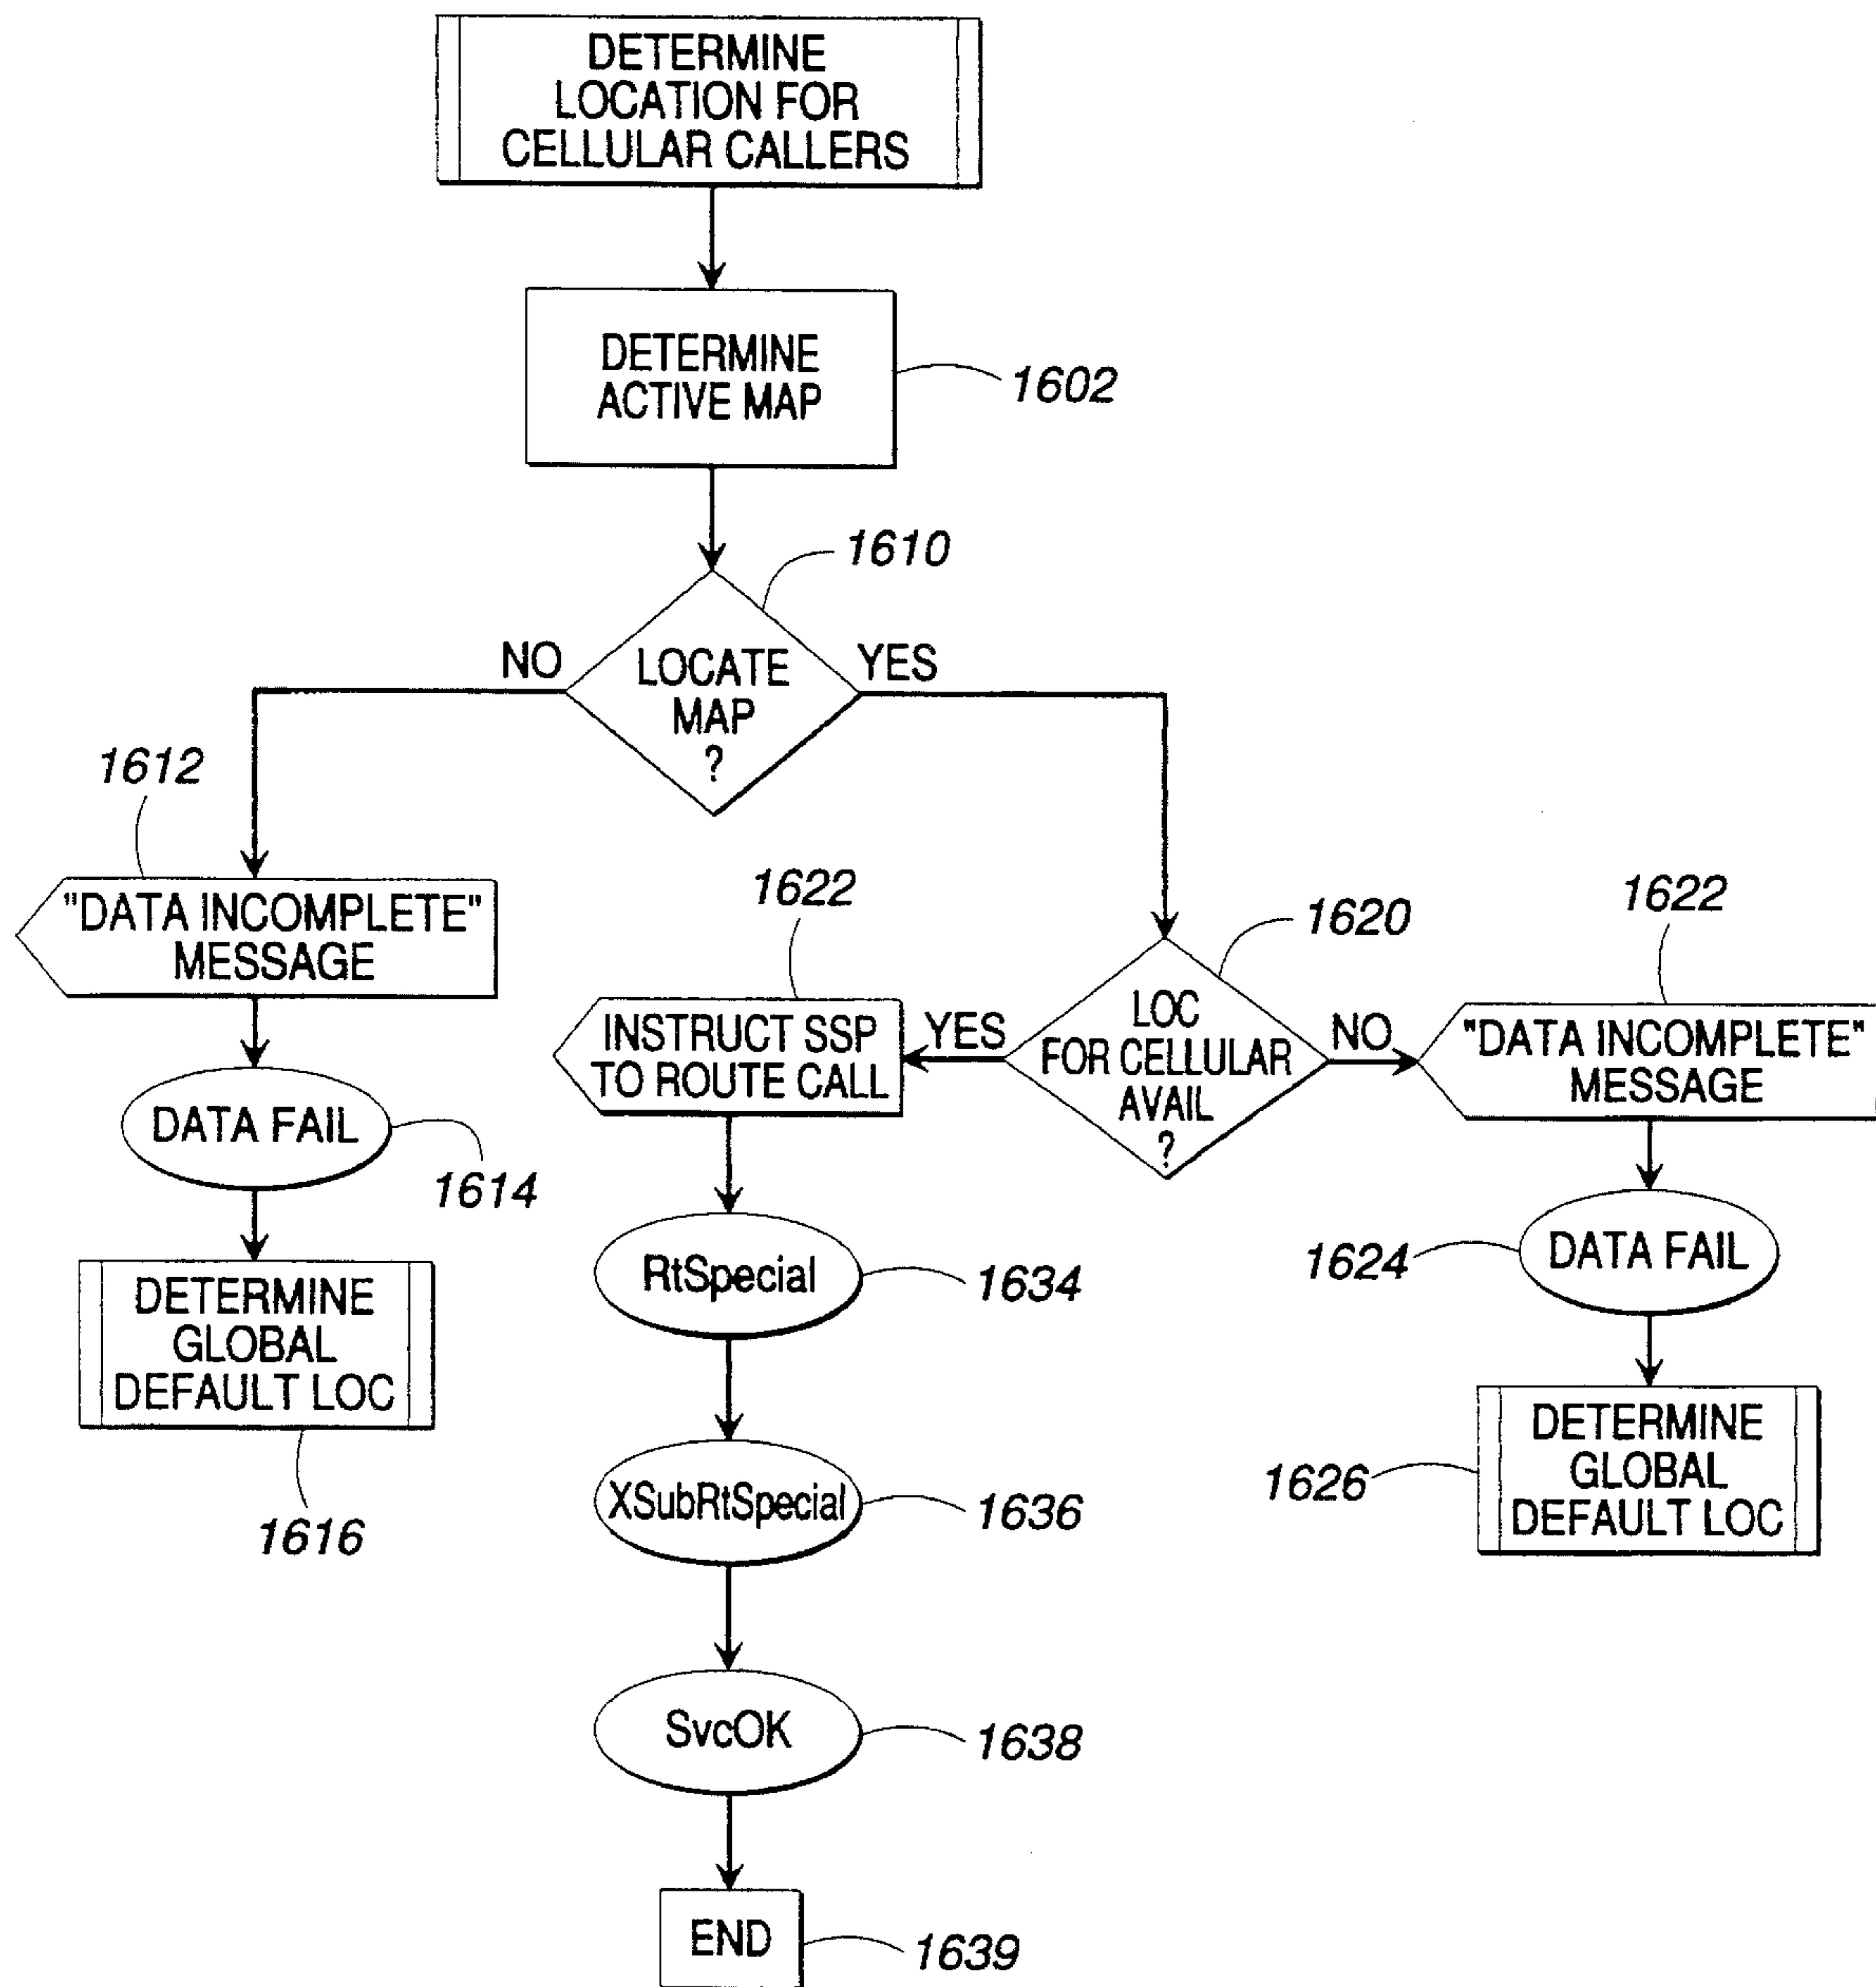 DETERMINE
LOCATION FOR
CELLULAR CALLERS
DETERMINE
ACTIVE MAP
1602
1610
NO
LOCATE
MAP
?
YES
1612
"DATA INCOMPLETE"
MESSAGE
DATA FAIL
1614
DETERMINE
GLOBAL
DEFAULT LOC
1616
1622
INSTRUCT SSP
TO ROUTE CALL
YES
1620
LOC
FOR CELLULAR
AVAIL
?
NO
1622
"DATA INCOMPLETE"
MESSAGE
RtSpecial
1634
XSubRtSpecial
1636
SvcOK
1638
END
1639
1624
DATA FAIL
1626
DETERMINE
GLOBAL
DEFAULT LOC